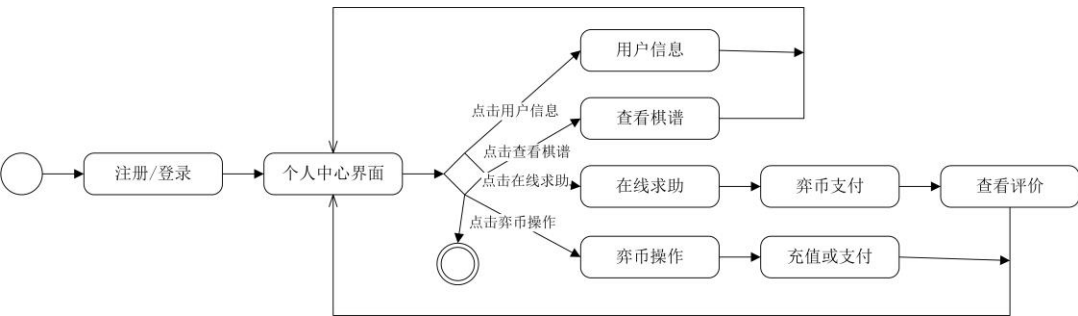 用户信息
点击用户信息
查看棋谱
点击查看棋谱
注册/登录
个人中心界面
点击在线求助
在线求助
弈币支付
查看评价
点击弈币操作
弈币操作
充值或支付